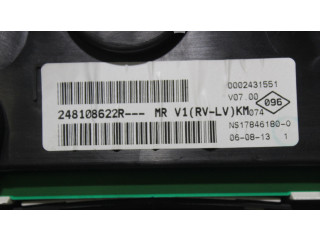 0002431551
V07 00
096
248108622R--- MR V1(RV-LV)KM 074
NS17846180-0
06-08-13 1